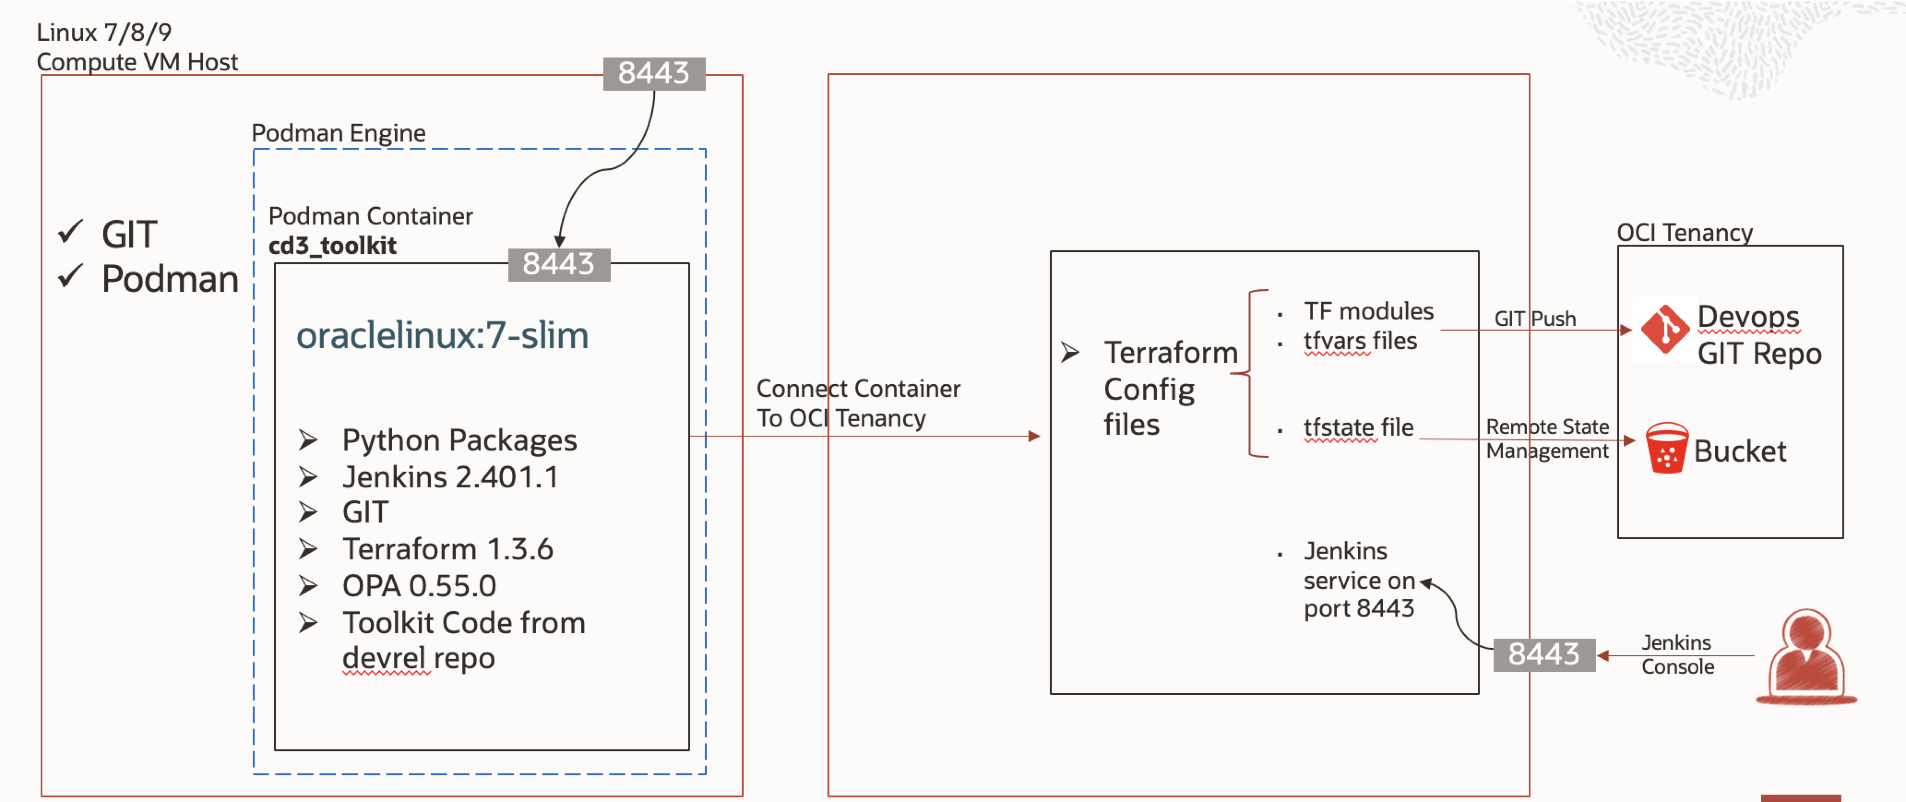 Linux 7/8/9
Compute VM Host
8443
Podman Engine
✓ GIT
✓ Podman
Podman Container
cd3_toolkit
8443
oraclelinux:7-slim
➢ Python Packages
➢ Jenkins 2.401.1
➢ GIT
➢ Terraform 1.3.6
➢ OPA 0.55.0
➢ Toolkit Code from
devrel repo
Connect Container
To OCI Tenancy
➢ Terraform
Config
files
· TF modules
· tfvars files
· tfstate file
· Jenkins
service on
port 8443
GIT Push
Remote State
Management
OCI Tenancy
Devops
GIT Repo
Bucket
8443
Jenkins
Console